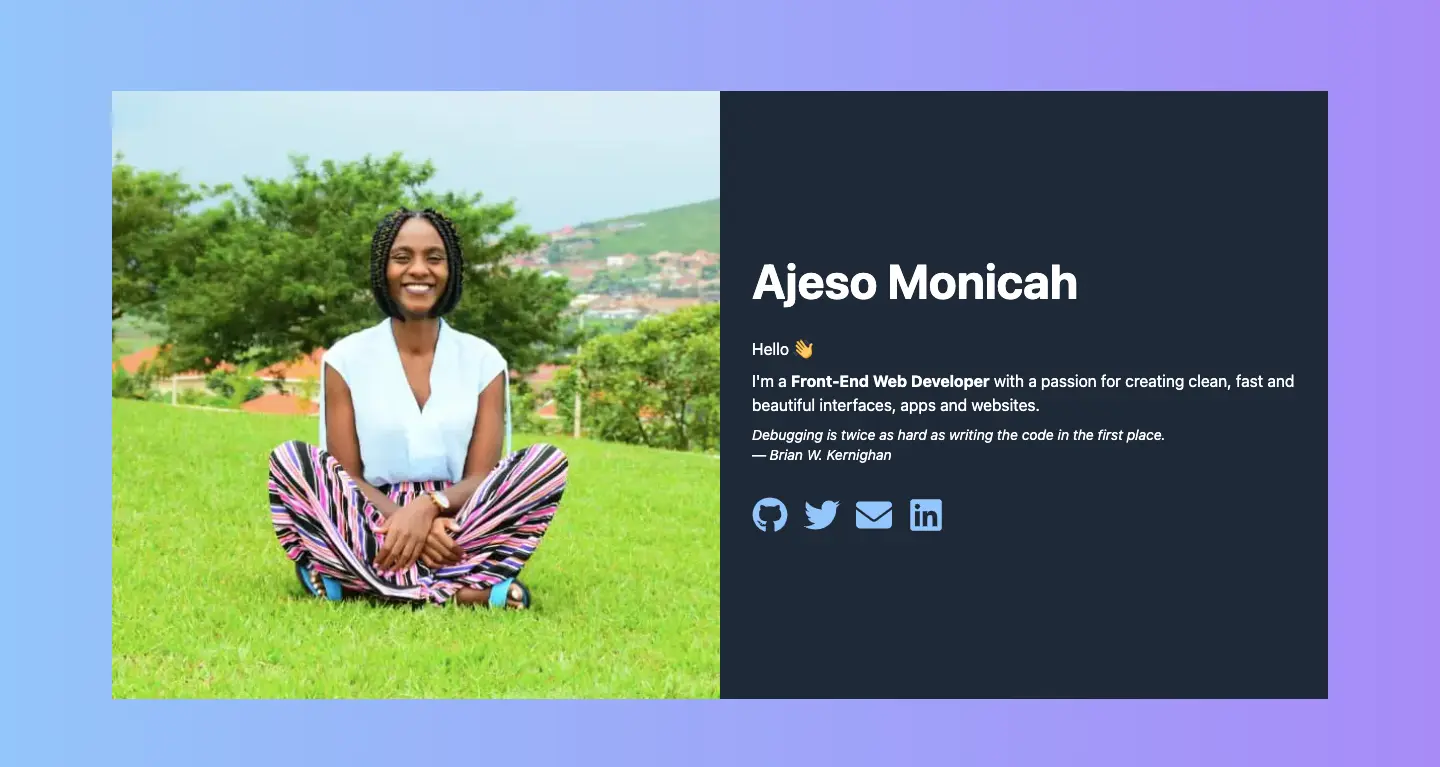 Ajeso Monicah
Hello 👋
I'm a Front-End Web Developer with a passion for creating clean, fast and
beautiful interfaces, apps and websites.
Debugging is twice as hard as writing the code in the first place.
— Brian W. Kernighan
in